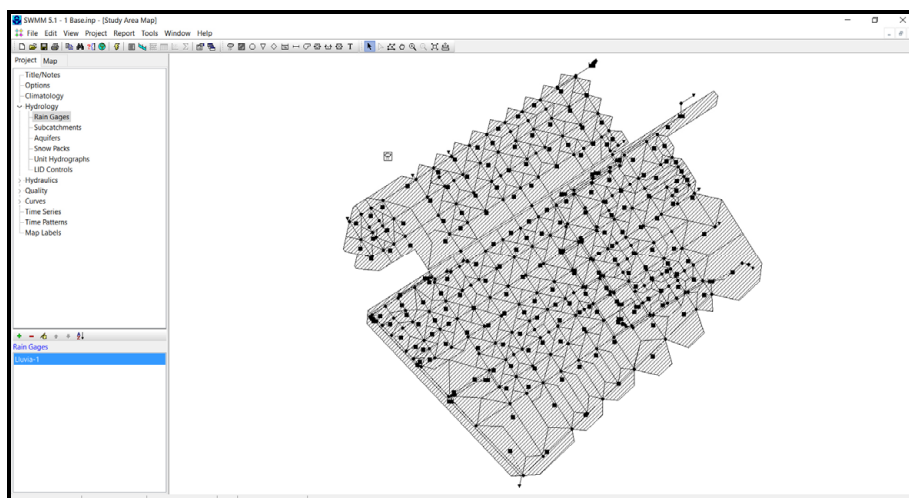 SWMM 5.1 - 1 Base.inp - [Study Area Map]
File Edit View Project Report Tools Window Help
T
Project Map
Title/Notes
Options
Climatology
Hydrology
Rain Gages
Subcatchments
Aquifers
Snow Packs
Unit Hydrographs
LID Controls
Hydraulics
Quality
Curves
Time Series
Time Patterns
Map Labels
Rain Gages
Lluvia-1